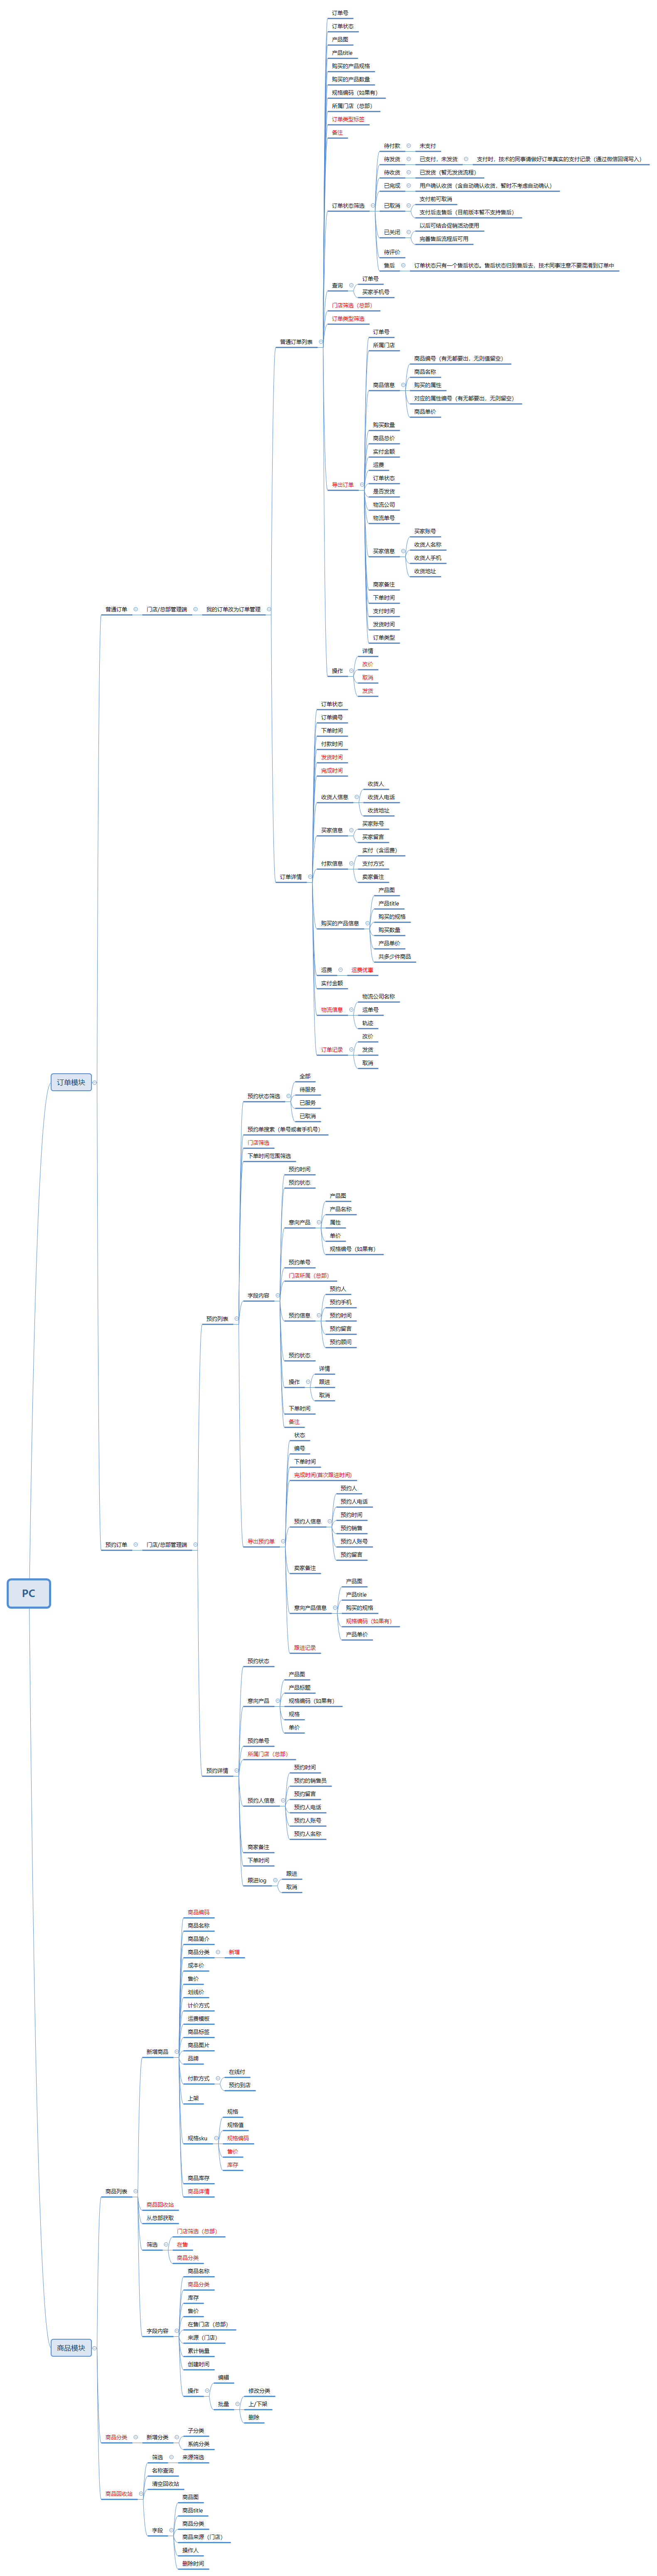 PC
订单模块
普通订单
门店/总部管理端
我的订单改为订单管理
普通订单列表
订单号
订单状态
产品图
产品title
购买的产品规格
购买的产品数量
规格编码（如果有）
所属门店（总部）
订单类型标签
备注
订单状态筛选
待付款
未支付
待发货
已支付、未发货
支付时、技术的同事请做好订单真实的支付记录（通过微信回调写入）
待收货
已发货（暂无发货流程）
已完成
用户确认收货（含自动确认收货、暂时不考虑自动确认）
已取消
支付前可取消
支付后走售后（目前版本暂不支持售后）
已关闭
以后可结合促销活动使用
完善售后流程后可用
待评价
售后
订单状态只有一个售后状态。售后状态归到售后去、技术同事注意不要混淆到订单中
查询
订单号
买家手机号
门店筛选（总部）
订单类型筛选
导出订单
订单号
所属门店
商品信息
商品编号（有无都要出、无则值留空）
商品名称
购买的属性
对应的属性编号（有无都要出、无则留空）
商品单价
购买数量
商品总价
实付金额
运费
订单状态
是否发货
物流公司
物流单号
买家信息
买家账号
收货人名称
收货人手机
收货地址
商家备注
下单时间
支付时间
发货时间
订单类型
操作
详情
改价
取消
发货
订单详情
订单状态
订单编号
下单时间
付款时间
发货时间
完成时间
收货人信息
收货人
收货人电话
收货地址
买家信息
买家账号
买家留言
付款信息
实付（含运费）
支付方式
卖家备注
购买的产品信息
产品图
产品title
购买的规格
购买数量
产品单价
共多少件商品
运费
运费优惠
实付金额
物流信息
物流公司名称
运单号
轨迹
订单记录
改价
发货
取消
预约订单
门店/总部管理端
预约列表
预约状态筛选
全部
待服务
已服务
已取消
预约单搜索（单号或者手机号）
门店筛选
下单时间范围筛选
字段内容
预约时间
预约状态
意向产品
产品图
产品名称
属性
单价
规格编号（如果有）
预约单号
门店所属（总部）
预约信息
预约人
预约手机
预约时间
预约留言
预约顾问
预约状态
操作
详情
跟进
取消
下单时间
备注
导出预约单
状态
编号
下单时间
完成时间(首次跟进时间)
预约人信息
预约人
预约人电话
预约时间
预约销售
预约人账号
预约留言
卖家备注
意向产品信息
产品图
产品title
购买的规格
规格编码（如果有）
产品单价
跟进记录
预约详情
预约状态
意向产品
产品图
产品标题
规格编码（如果有）
规格
单价
预约单号
所属门店（总部）
预约人信息
预约时间
预约的销售员
预约留言
预约人电话
预约人账号
预约人名称
商家备注
下单时间
跟进log
跟进
取消
商品模块
商品列表
新增商品
商品编码
商品名称
商品简介
商品分类
新增
成本价
售价
划线价
计价方式
运费模板
商品标签
商品图片
品牌
付款方式
在线付
预约到店
上架
规格sku
规格
规格值
规格编码
售价
库存
商品库存
商品详情
商品回收站
从总部获取
筛选
门店筛选（总部）
在售
商品分类
字段内容
商品名称
商品分类
库存
售价
在售门店（总部）
来源（门店）
累计销量
创建时间
操作
编辑
批量
修改分类
上/下架
删除
商品分类
新增分类
子分类
系统分类
商品回收站
筛选
来源筛选
名称查询
清空回收站
字段
商品图
商品title
商品分类
商品来源（门店）
操作人
删除时间